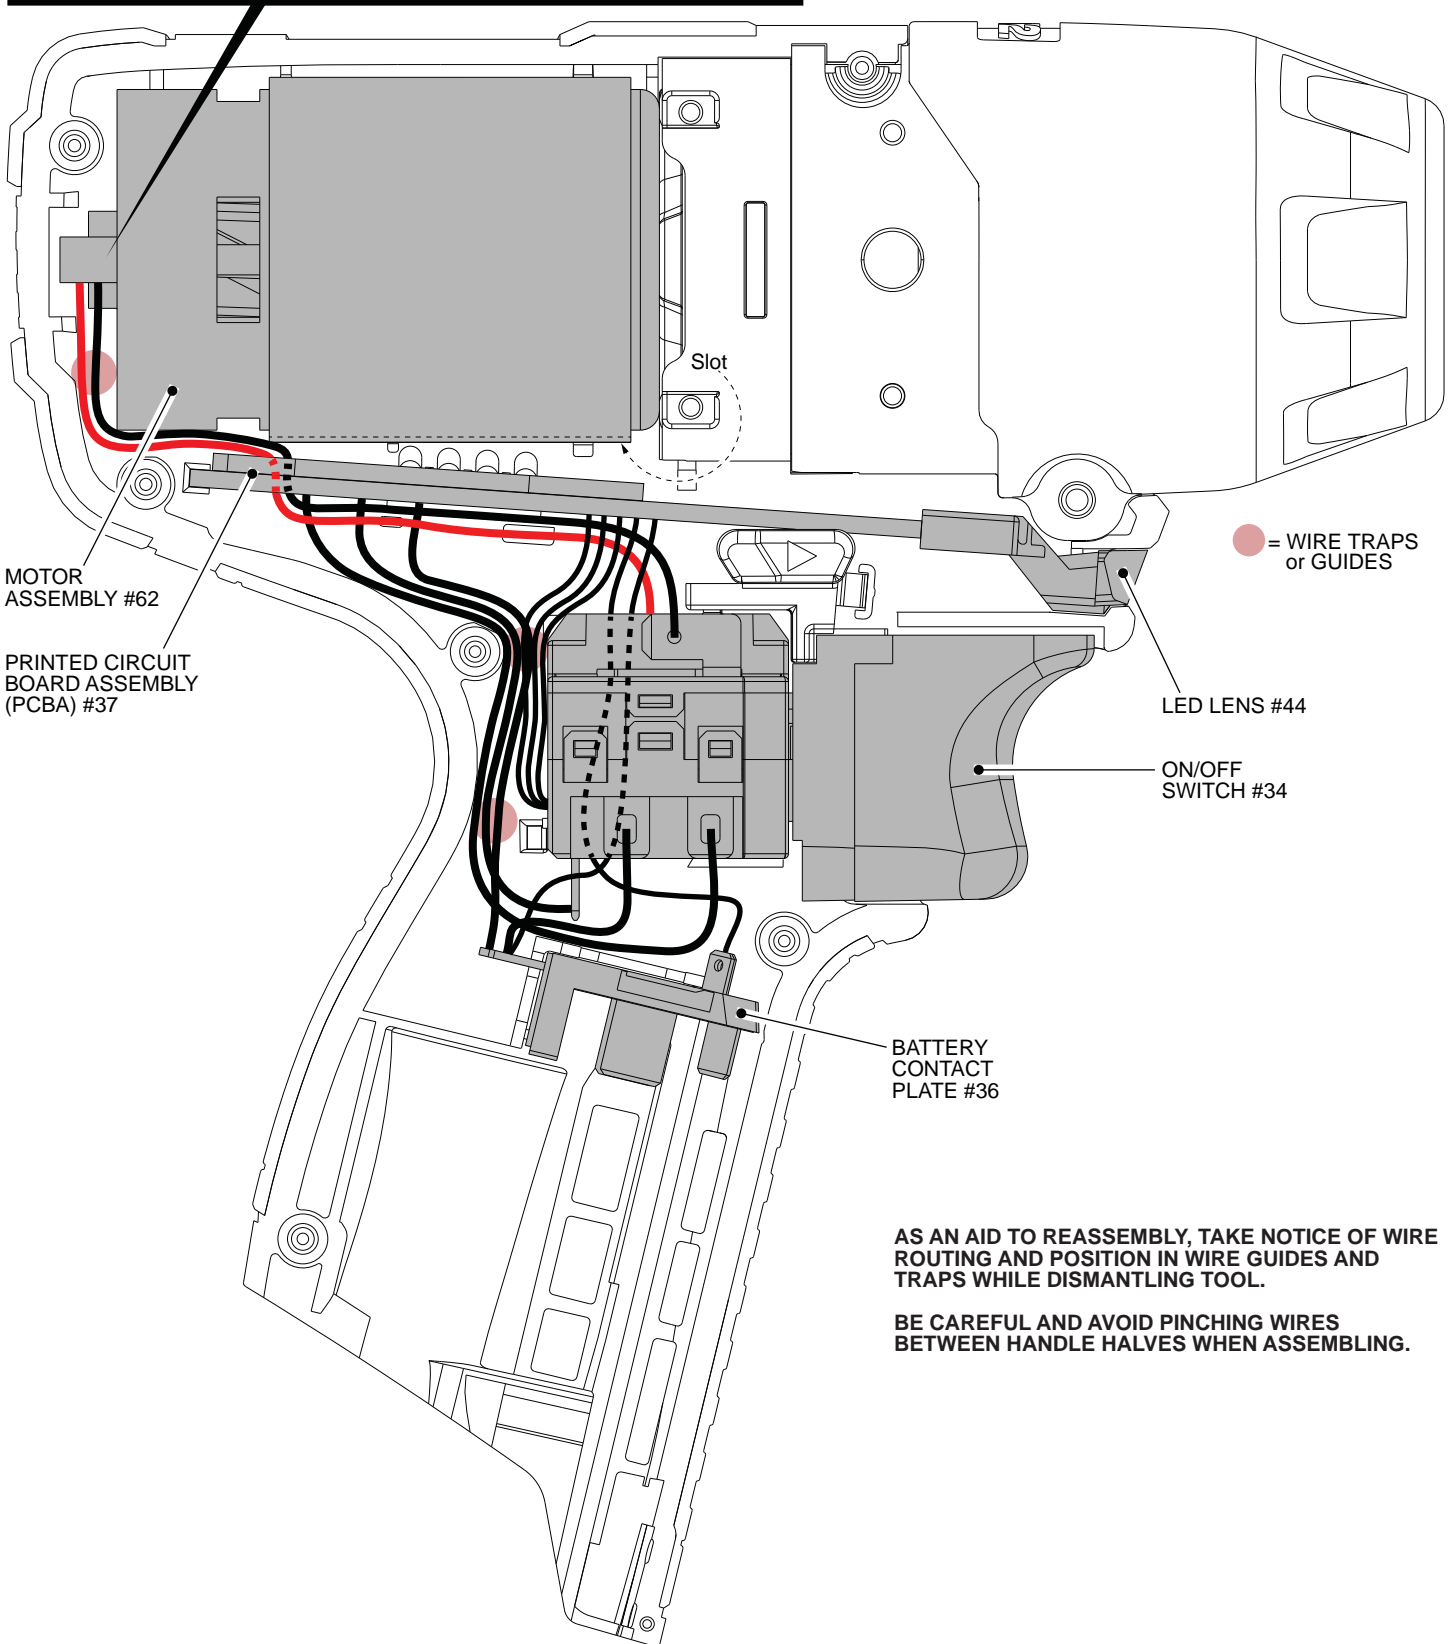 Slot
= WIRE TRAPS
or GUIDES
MOTOR
ASSEMBLY #62
PRINTED CIRCUIT
BOARD ASSEMBLY
(PCBA) #37
LED LENS #44
ON/OFF
SWITCH #34
BATTERY
CONTACT
PLATE #36
AS AN AID TO REASSEMBLY, TAKE NOTICE OF WIRE
ROUTING AND POSITION IN WIRE GUIDES AND
TRAPS WHILE DISMANTLING TOOL.
BE CAREFUL AND AVOID PINCHING WIRES
BETWEEN HANDLE HALVES WHEN ASSEMBLING.